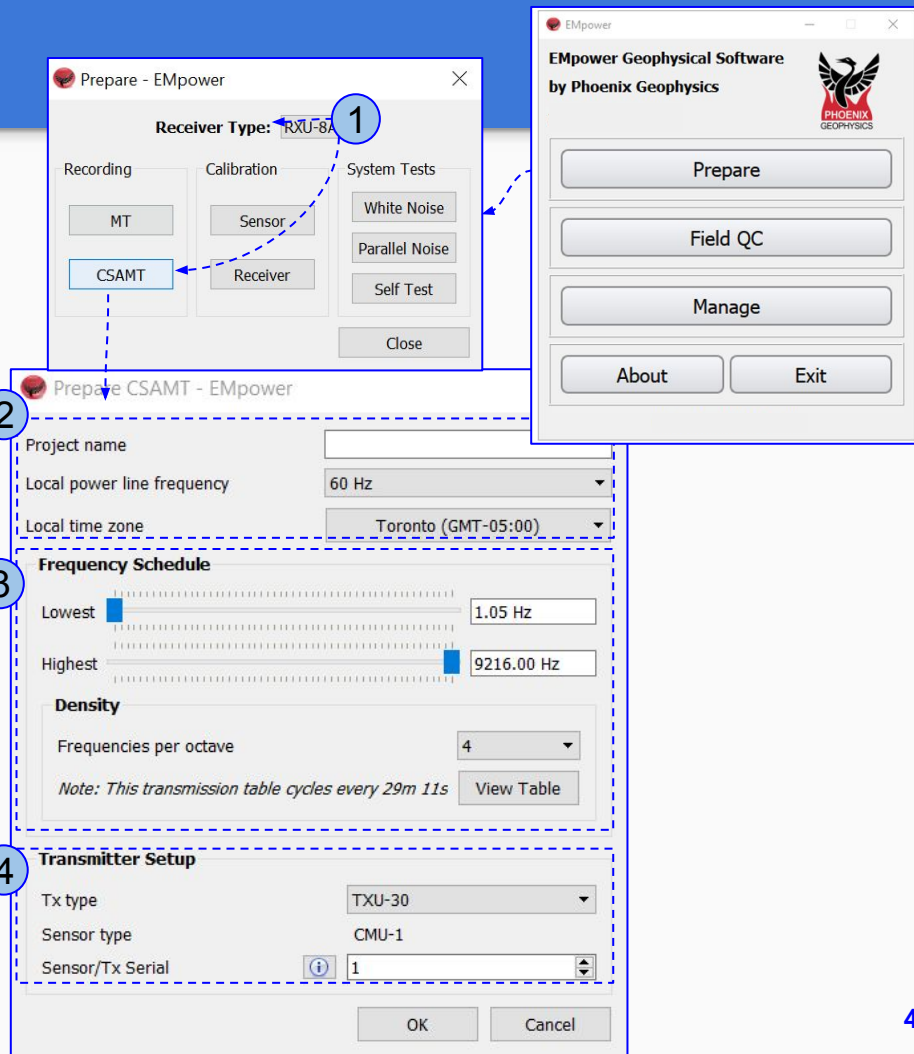 EMpower
EMpower Geophysical Software
by Phoenix Geophysics
PHOENIX
GEOPHYSICS
Prepare
Field QC
Manage
About Exit
Prepare - EMpower
Receiver Type: RXU-8A
1
Recording Calibration System Tests
MT Sensor White Noise
Parallel Noise
CSAMT Receiver Self Test
Close
Prepare CSAMT - EMpower
2
Project name
Local power line frequency 60 Hz
Local time zone Toronto (GMT-05:00)
3
Frequency Schedule
Lowest 1.05 Hz
Highest 9216.00 Hz
Density
Frequencies per octave 4
Note: This transmission table cycles every 29m 11s View Table
4
Transmitter Setup
Tx type TXU-30
Sensor type CMU-1
Sensor/Tx Serial i 1
OK Cancel
4